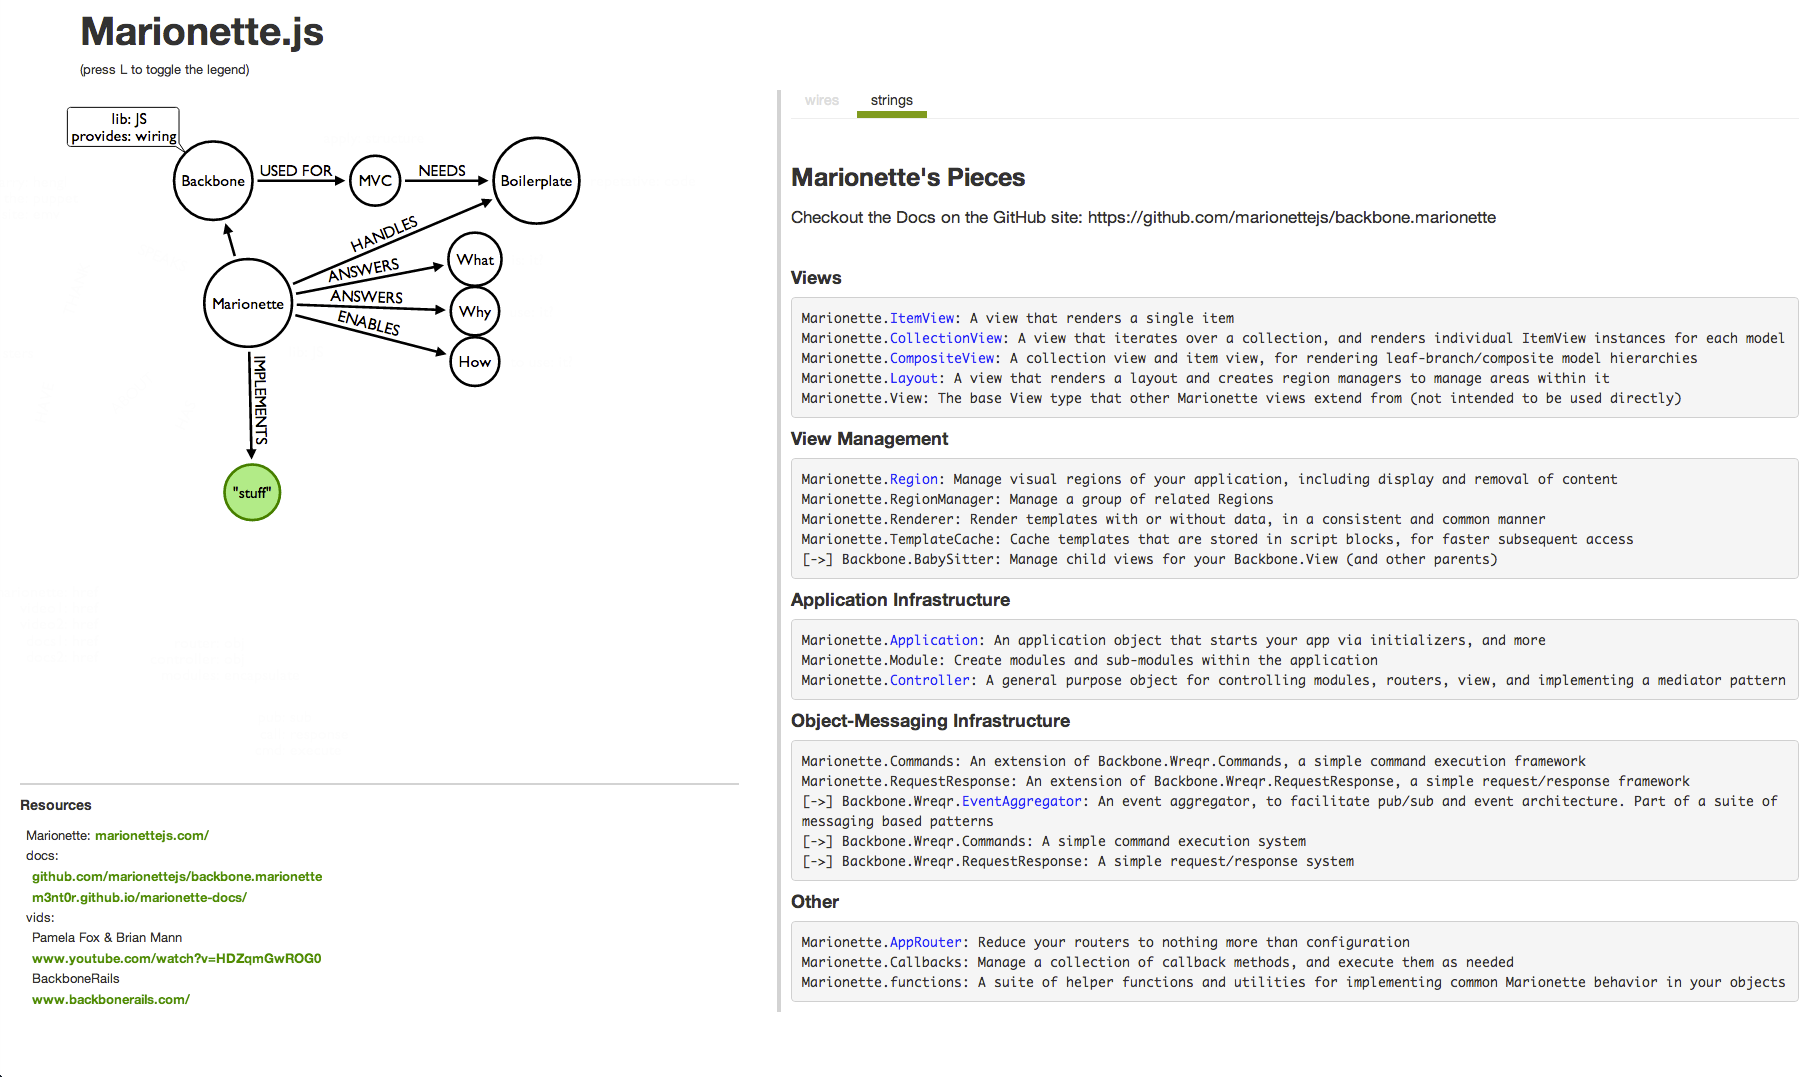 Marionette.js
(press L to toggle the legend)
lib: JS
provides: wiring
Backbone
USED FOR
MVC
NEEDS
Boilerplate
HANDLES
ANSWERS
What
Marionette
ANSWERS
Why
ENABLES
How
IMPLEMENTS
"stuff"
Resources
Marionette: marionettejs.com/
docs:
github.com/marionettejs/backbone.marionette
m3nt0r.github.io/marionette-docs/
vids:
Pamela Fox & Brian Mann
www.youtube.com/watch?v=HDZqmGwROG0
BackboneRails
www.backbonerails.com/
wires strings
Marionette's Pieces
Checkout the Docs on the GitHub site: https://github.com/marionettejs/backbone.marionette
Views
Marionette.ItemView: A view that renders a single item
Marionette.CollectionView: A view that iterates over a collection, and renders individual ItemView instances for each model
Marionette.CompositeView: A collection view and item view, for rendering leaf-branch/composite model hierarchies
Marionette.Layout: A view that renders a layout and creates region managers to manage areas within it
Marionette.View: The base View type that other Marionette views extend from (not intended to be used directly)
View Management
Marionette.Region: Manage visual regions of your application, including display and removal of content
Marionette.RegionManager: Manage a group of related Regions
Marionette.Renderer: Render templates with or without data, in a consistent and common manner
Marionette.TemplateCache: Cache templates that are stored in script blocks, for faster subsequent access
[->] Backbone.BabySitter: Manage child views for your Backbone.View (and other parents)
Application Infrastructure
Marionette.Application: An application object that starts your app via initializers, and more
Marionette.Module: Create modules and sub-modules within the application
Marionette.Controller: A general purpose object for controlling modules, routers, view, and implementing a mediator pattern
Object-Messaging Infrastructure
Marionette.Commands: An extension of Backbone.Wreqr.Commands, a simple command execution framework
Marionette.RequestResponse: An extension of Backbone.Wreqr.RequestResponse, a simple request/response framework
[->] Backbone.Wreqr.EventAggregator: An event aggregator, to facilitate pub/sub and event architecture. Part of a suite of
messaging based patterns
[->] Backbone.Wreqr.Commands: A simple command execution system
[->] Backbone.Wreqr.RequestResponse: A simple request/response system
Other
Marionette.AppRouter: Reduce your routers to nothing more than configuration
Marionette.Callbacks: Manage a collection of callback methods, and execute them as needed
Marionette.functions: A suite of helper functions and utilities for implementing common Marionette behavior in your objects